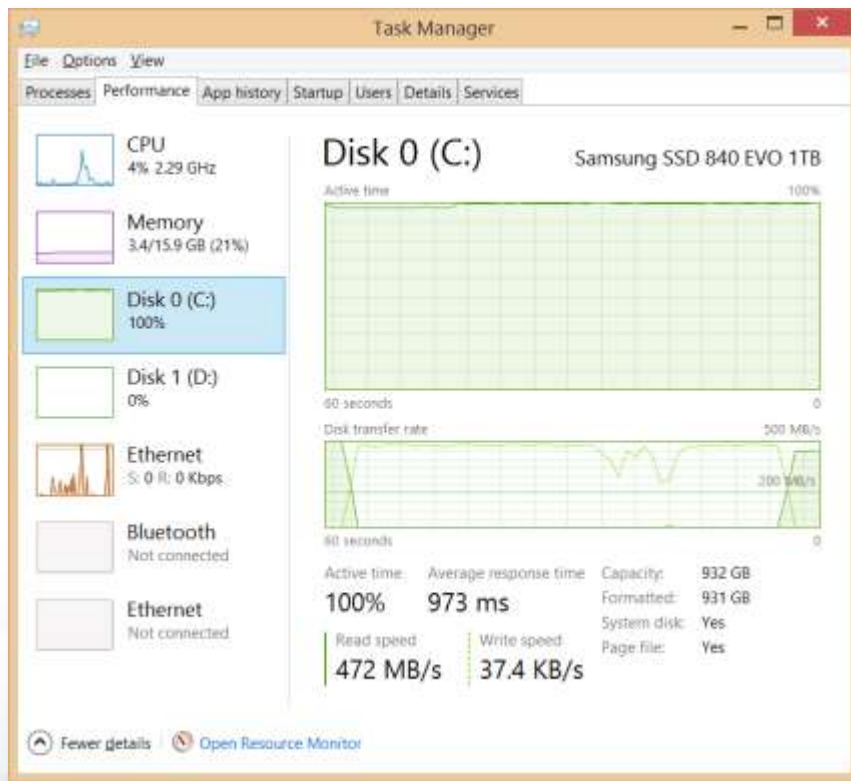 Task Manager
File Options View
Processes Performance App history Startup Users Details Services
CPU
4% 2.29 GHz
Memory
3.4/15.9 GB (21%)
Disk 0 (C:)
100%
Disk 1 (D:)
0%
Ethernet
S: 0 R: 0 Kbps
Bluetooth
Not connected
Ethernet
Not connected
Disk 0 (C:) Samsung SSD 840 EVO 1TB
Active time 100%
60 seconds 0
Disk transfer rate 500 MB/s
200 MB/s
60 seconds 0
Active time Average response time
100% 973 ms
Read speed Write speed
472 MB/s 37.4 KB/s
Capacity: 932 GB
Formatted: 931 GB
System disk: Yes
Page file: Yes
Fewer details Open Resource Monitor